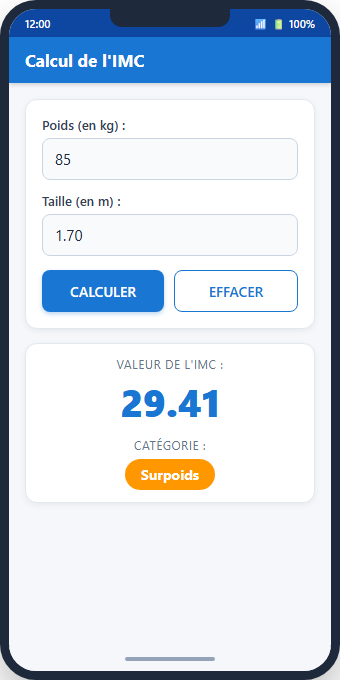 12:00 100%
Calcul de l'IMC
Poids (en kg) :
85
Taille (en m) :
1.70
CALCULER EFFACER
VALEUR DE L'IMC :
29.41
CATÉGORIE :
Surpoids